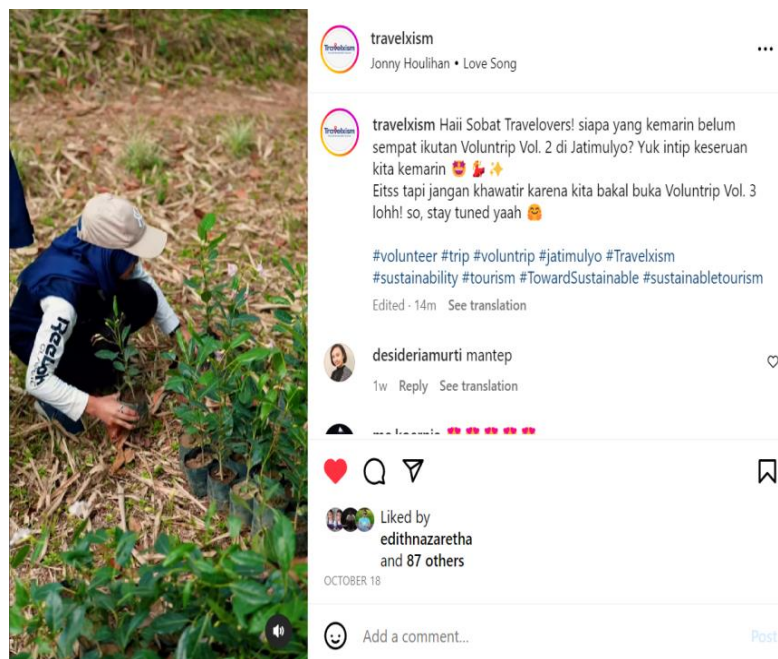 travelxism
Jonny Houlihan • Love Song
Travelxism
Travelxism
travelxism Haii Sobat Travelovers! siapa yang kemarin belum
sempat ikutan Voluntrip Vol. 2 di Jatimulyo? Yuk intip keseruan
kita kemarin 🤩💃✨
Eitss tapi jangan khawatir karena kita bakal buka Voluntrip Vol. 3
lohh! so, stay tuned yaah 🤗
#volunteer #trip #voluntrip #jatimulyo #Travelxism
#sustainability #tourism #TowardSustainable #sustainabletourism
Edited · 14m See translation
desideriamurti mantep
1w Reply See translation
Liked by
edithnazaretha
and 87 others
OCTOBER 18
Add a comment...
Post
Reebok